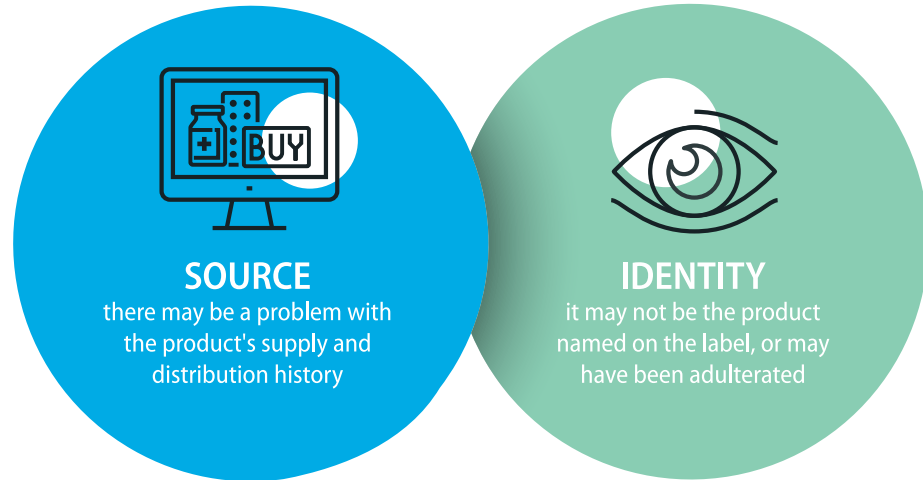 BUY
SOURCE
there may be a problem with
the product's supply and
distribution history
IDENTITY
it may not be the product
named on the label, or may
have been adulterated